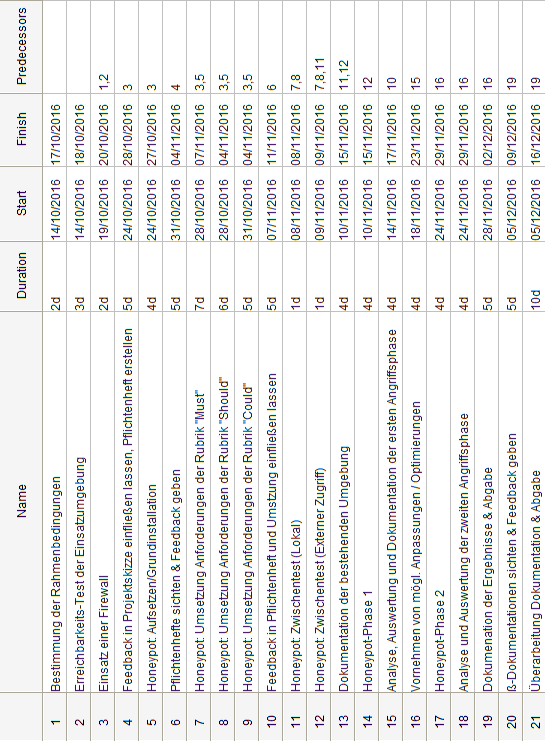 Name Duration Start Finish Predecessors
1 Bestimmung der Rahmenbedingungen 2d 14/10/2016 17/10/2016
2 Erreichbarkeits-Test der Einsatzumgebung 3d 14/10/2016 18/10/2016
3 Einsatz einer Firewall 2d 19/10/2016 20/10/2016 1,2
4 Feedback in Projektskizze einfließen lassen, Pflichtenheft erstellen 5d 24/10/2016 28/10/2016 3
5 Honeypot: Aufsetzen/Grundinstallation 4d 24/10/2016 27/10/2016 3
6 Pflichtenhefte sichten & Feedback geben 5d 31/10/2016 04/11/2016 4
7 Honeypot: Umsetzung Anforderungen der Rubrik "Must" 7d 28/10/2016 07/11/2016 3,5
8 Honeypot: Umsetzung Anforderungen der Rubrik "Should" 6d 28/10/2016 04/11/2016 3,5
9 Honeypot: Umsetzung Anforderungen der Rubrik "Could" 5d 31/10/2016 04/11/2016 3,5
10 Feedback in Pflichtenheft und Umstzung einfließen lassen 5d 07/11/2016 11/11/2016 6
11 Honeypot: Zwischentest (Lokal) 1d 08/11/2016 08/11/2016 7,8
12 Honeypot: Zwischentest (Externer Zugriff) 1d 09/11/2016 09/11/2016 7,8,11
13 Dokumentation der bestehenden Umgebung 4d 10/11/2016 15/11/2016 11,12
14 Honeypot-Phase 1 4d 10/11/2016 15/11/2016 12
15 Analyse, Auswertung und Dokumentation der ersten Angriffsphase 4d 14/11/2016 17/11/2016 10
16 Vornehmen von mögl. Anpassungen / Optimierungen 4d 18/11/2016 23/11/2016 15
17 Honeypot-Phase 2 4d 24/11/2016 29/11/2016 16
18 Analyse und Auswertung der zweiten Angriffsphase 4d 24/11/2016 29/11/2016 16
19 Dokumenation der Ergebnisse & Abgabe 5d 28/11/2016 02/12/2016 16
20 ß-Dokumentationen sichten & Feedback geben 5d 05/12/2016 09/12/2016 19
21 Überarbeitung Dokumentation & Abgabe 10d 05/12/2016 16/12/2016 19